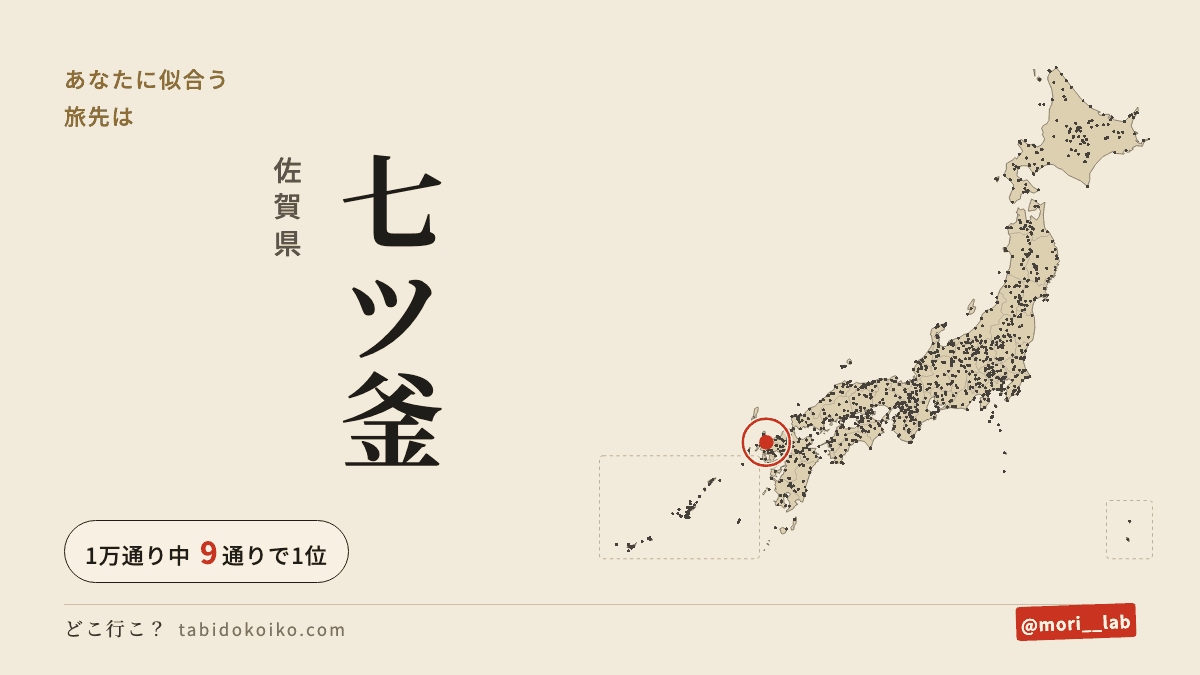 あなたに似合う
旅先は
七ツ釜
佐賀県
1万通り中 9通りで1位
どこ行こ? tabidokoiko.com
@mori__lab